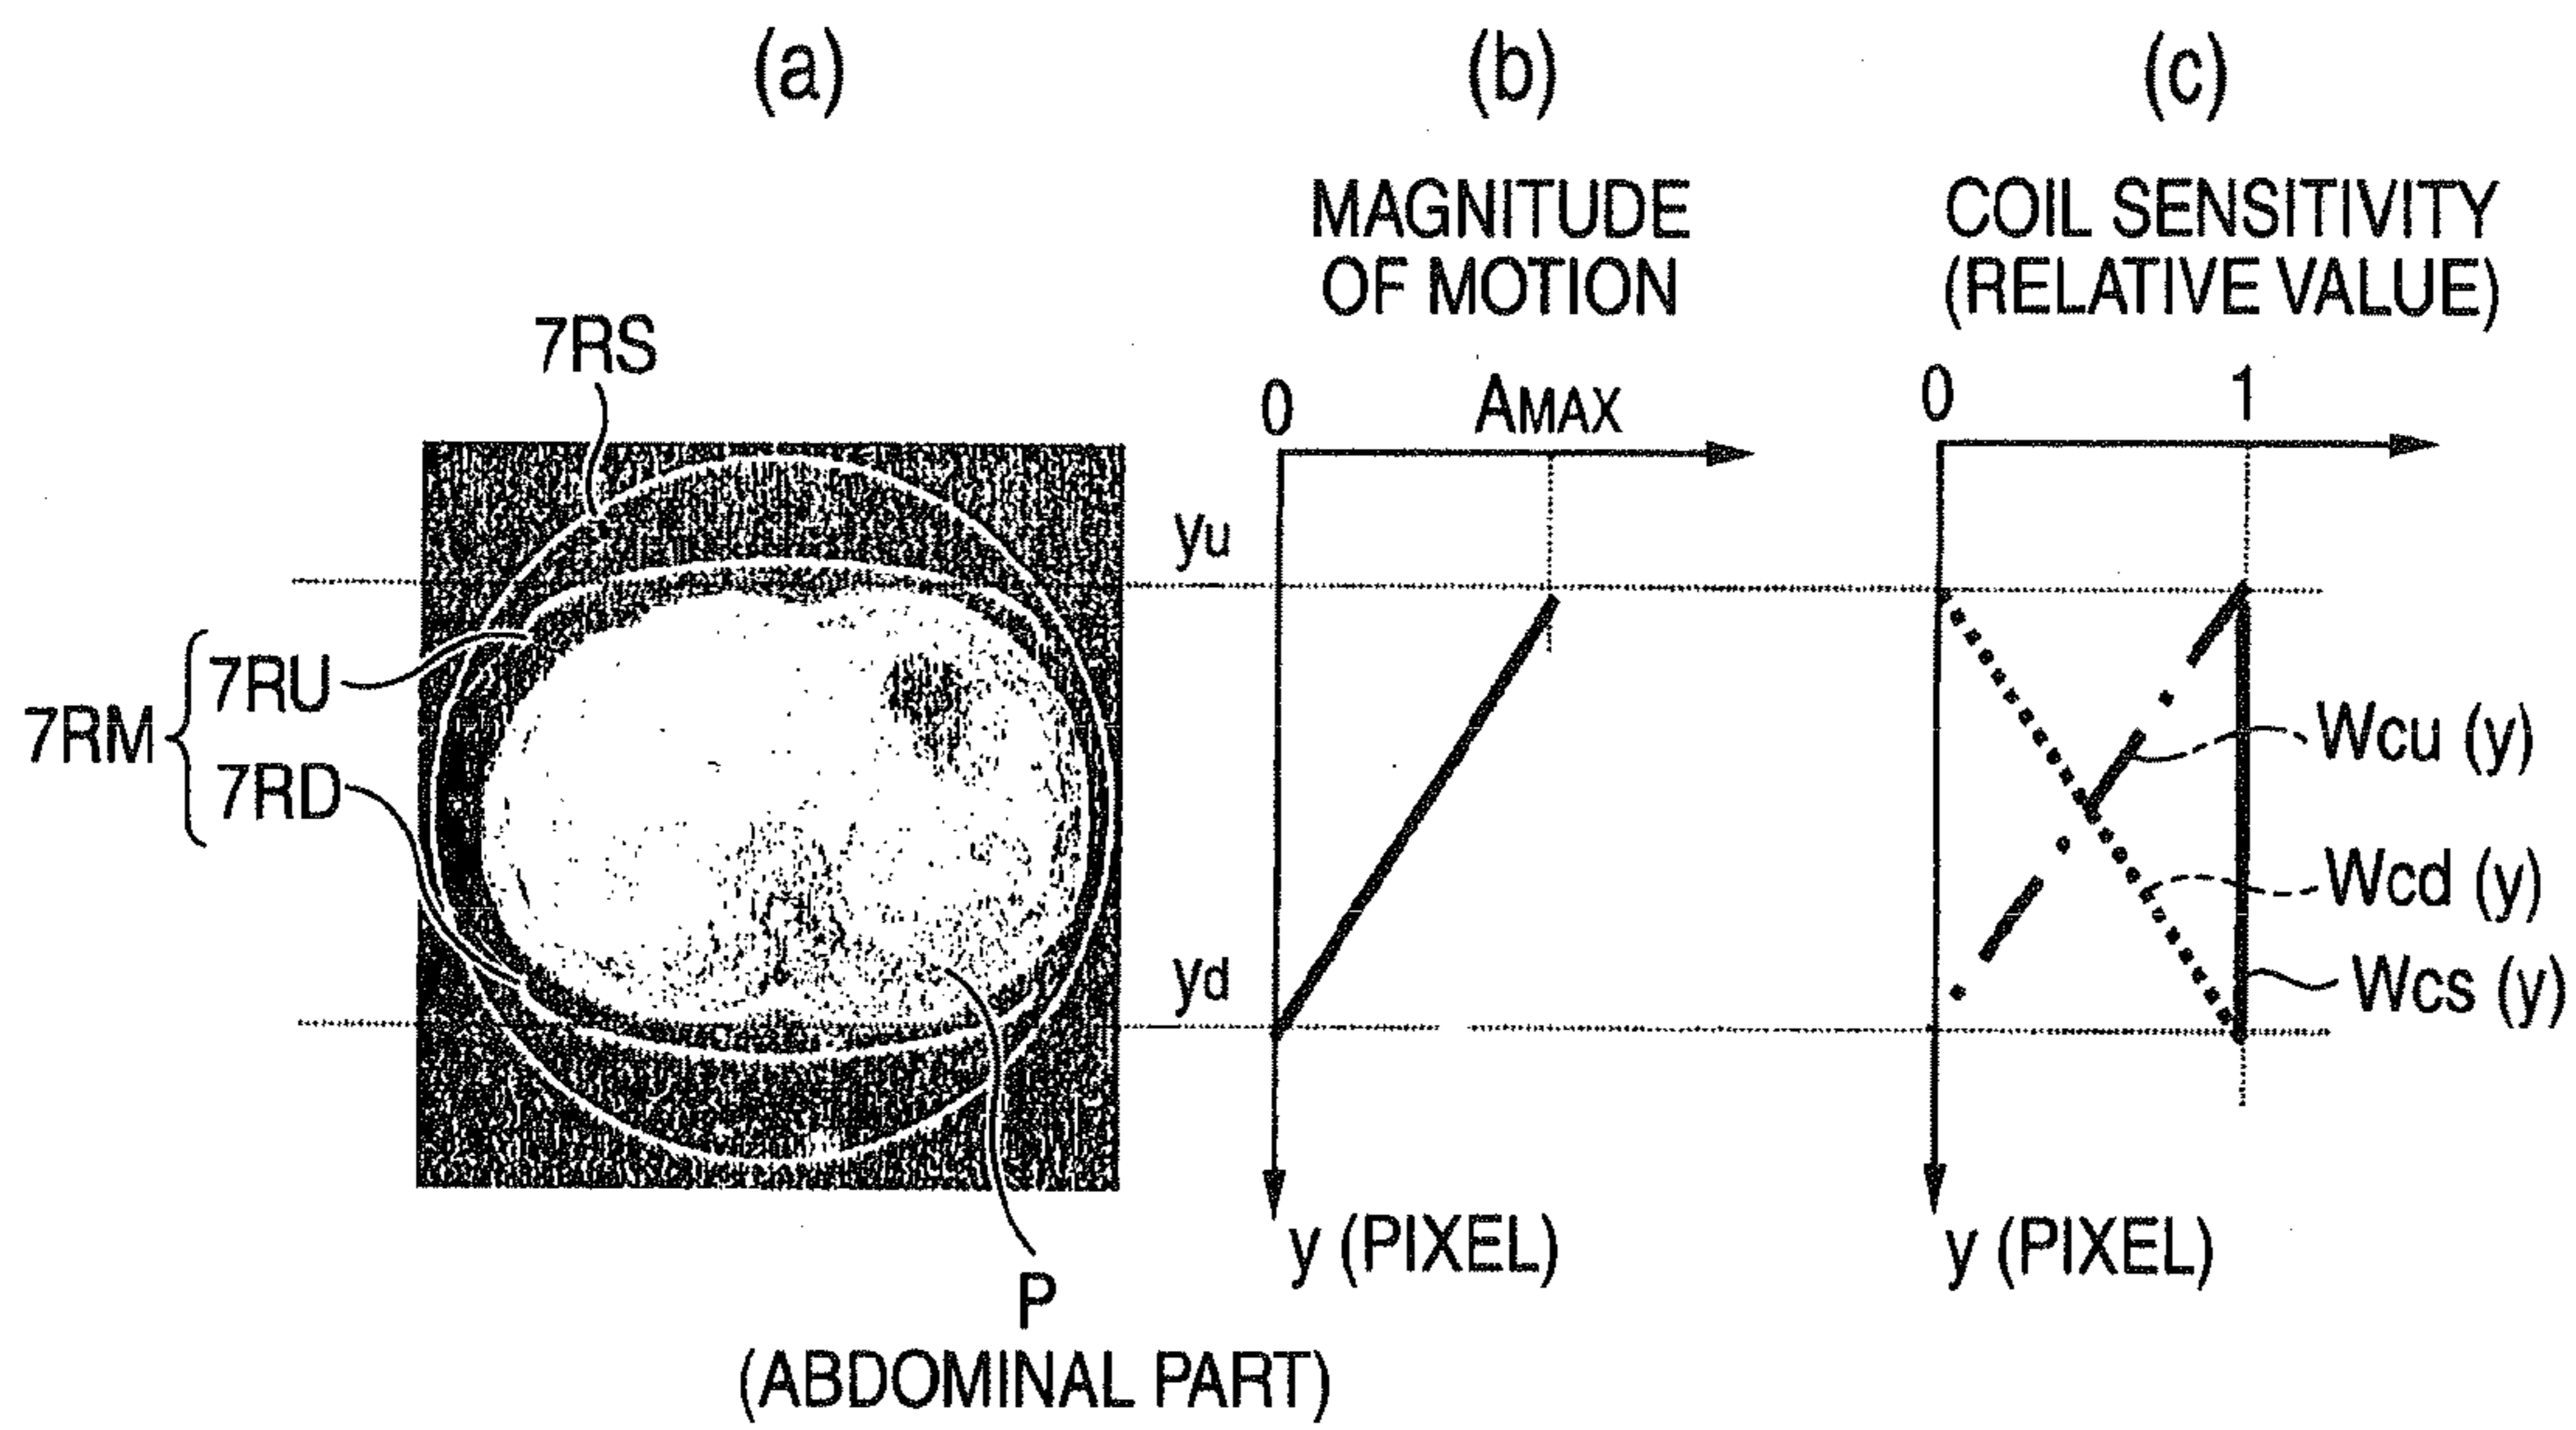 (a)
(b)
(c)
MAGNITUDE
OF MOTION
COIL SENSITIVITY
(RELATIVE VALUE)
7RS
0
AMAX
0
1
yu
7RM
7RU
7RD
Wcu (y)
Wcd (y)
Wcs (y)
yd
y (PIXEL)
y (PIXEL)
P
(ABDOMINAL PART)